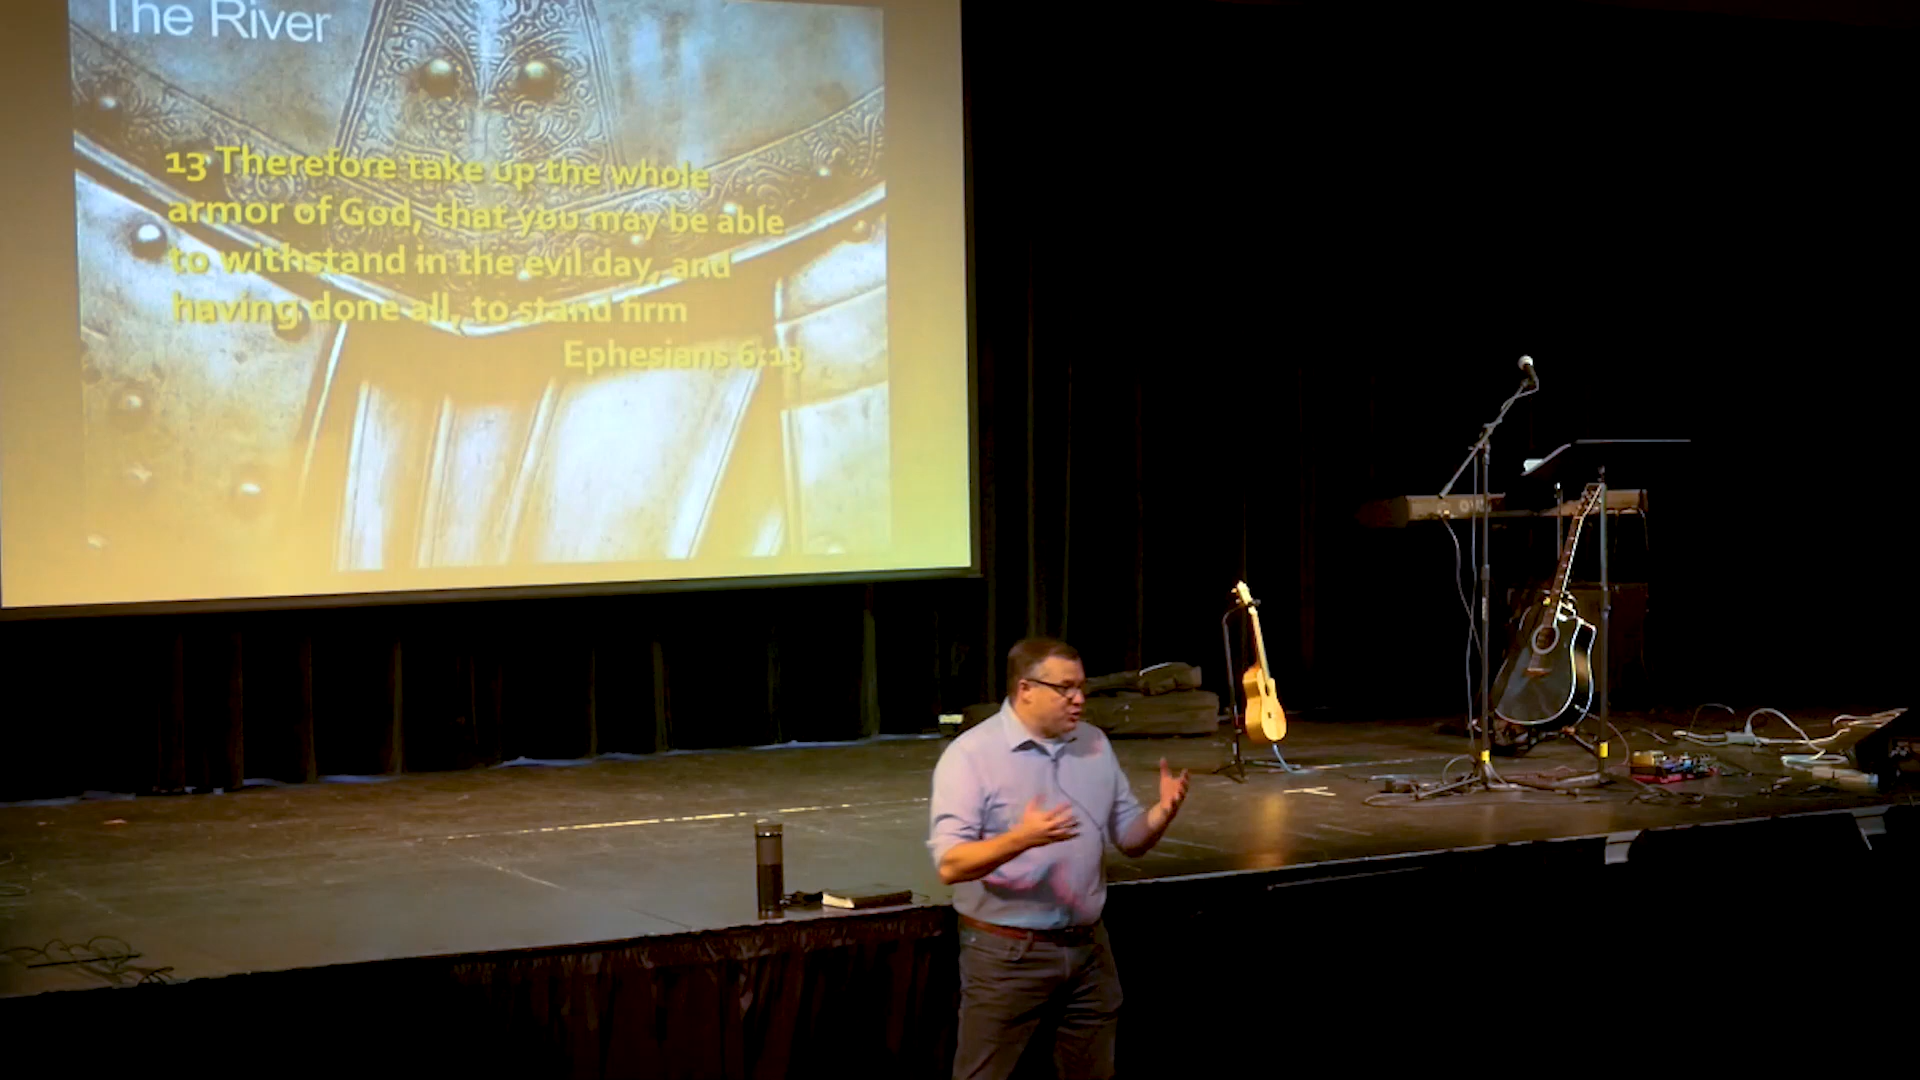 The River
13 Therefore take up the whole
armor of God, that you may be able
to withstand in the evil day, and
having done all, to stand firm
Ephesians 6:13